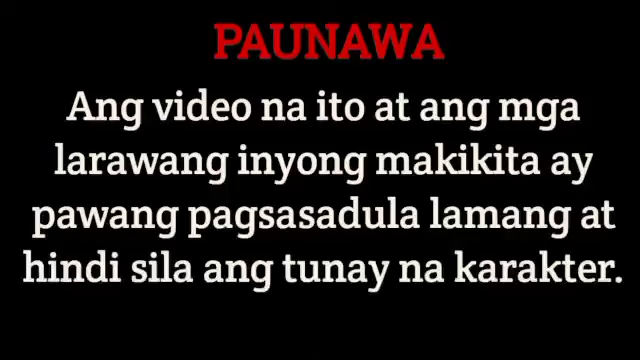 PAUNAWA
Ang video na ito at ang mga
larawang inyong makikita ay
pawang pagsasadula lamang at
hindi sila ang tunay na karakter.